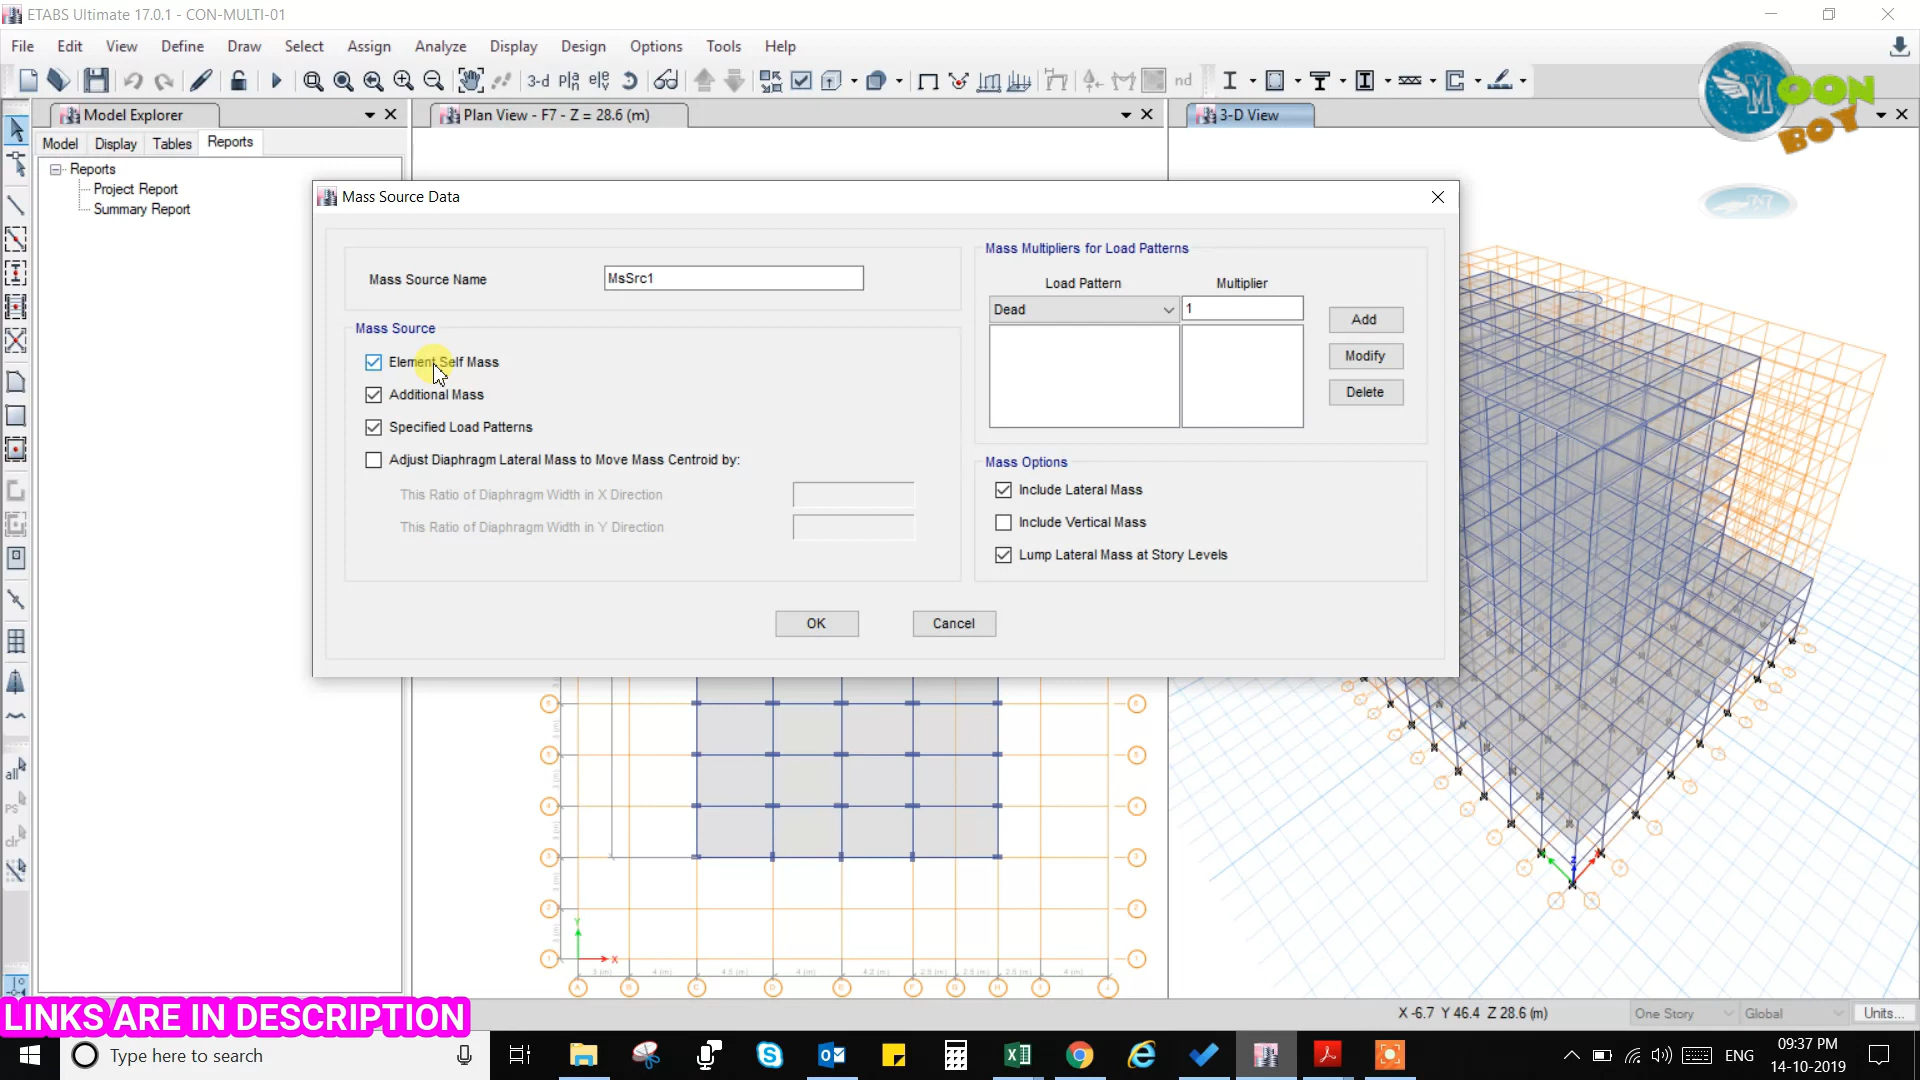 ETABS Ultimate 17.0.1 - CON-MULTI-01
File Edit View Define Draw Select Assign Analyze Display Design Options Tools Help
3-d nd
MOON BOY
Model Explorer
Plan View - F7 - Z = 28.6 (m)
3-D View
Model Display Tables Reports
Reports
Project Report
Summary Report
Mass Source Data
Mass Source Name MsSrc1
Mass Source
Element Self Mass
Additional Mass
Specified Load Patterns
Adjust Diaphragm Lateral Mass to Move Mass Centroid by:
This Ratio of Diaphragm Width in X Direction
This Ratio of Diaphragm Width in Y Direction
Mass Multipliers for Load Patterns
Load Pattern Multiplier
Dead 1
Add
Modify
Delete
Mass Options
Include Lateral Mass
Include Vertical Mass
Lump Lateral Mass at Story Levels
OK Cancel
all
ps
clr
Y
X
Z
LINKS ARE IN DESCRIPTION
X -6.7 Y 46.4 Z 28.6 (m)
One Story Global Units...
Type here to search
ENG
09:37 PM
14-10-2019